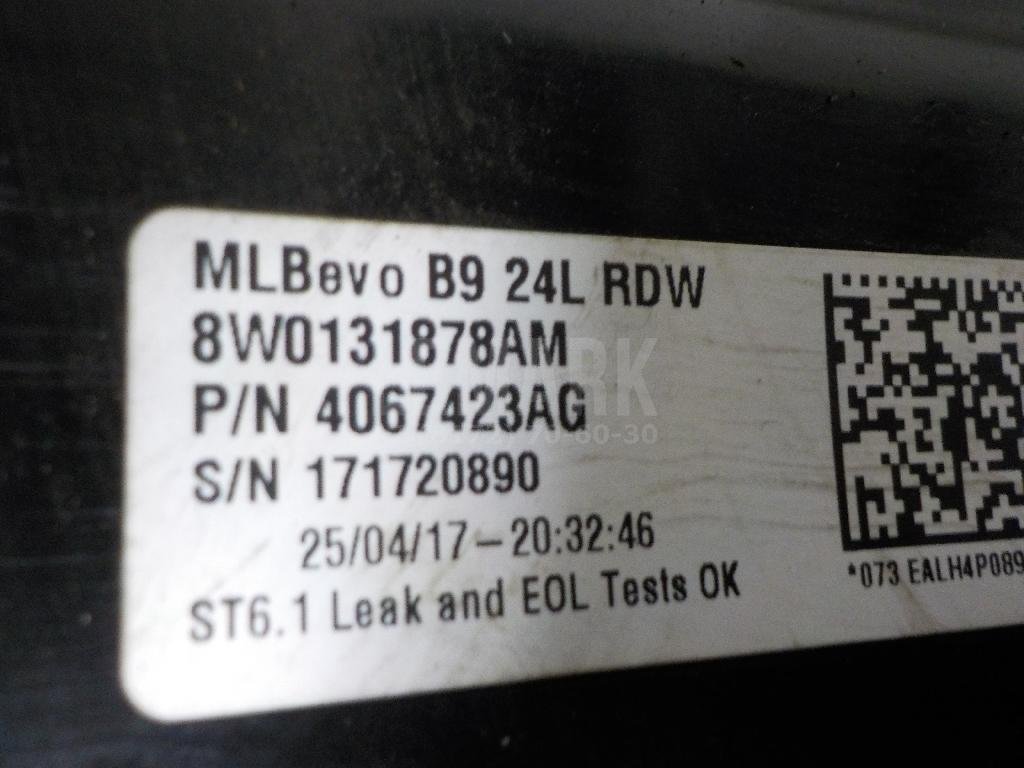 MLBevo B9 24L RDW
8W0131878AM
P/N 4067423AG
S/N 171720890
25/04/17-20:32:46
ST6.1 Leak and EOL Tests OK
*073 EALH4P089